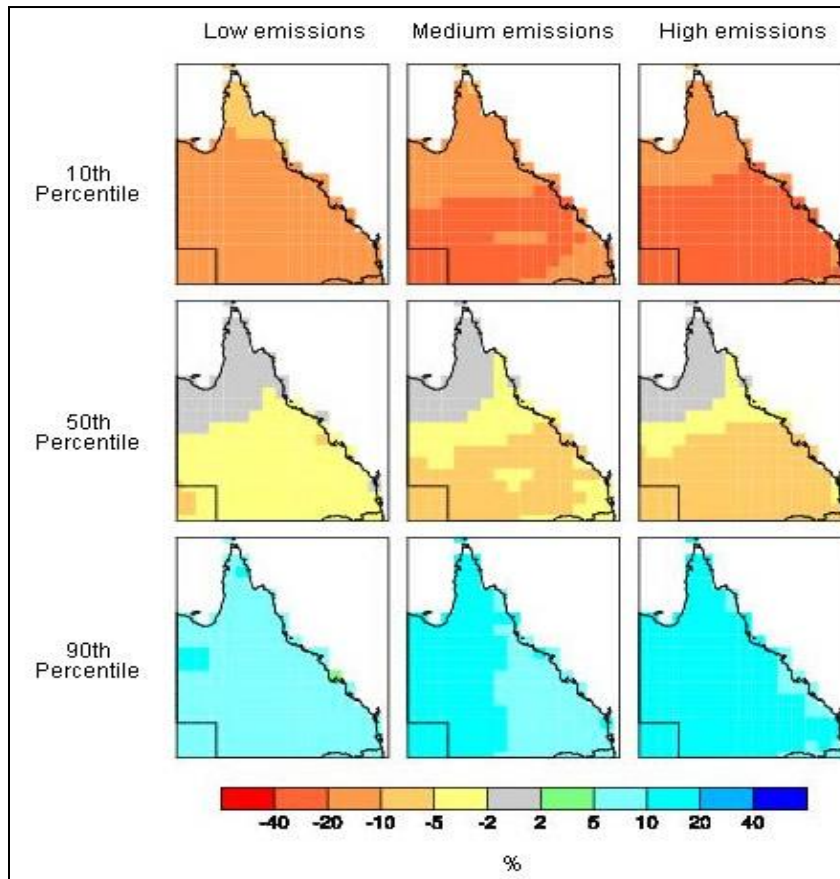 Low emissions Medium emissions High emissions
10th
Percentile
50th
Percentile
90th
Percentile
-40 -20 -10 -5 -2 2 5 10 20 40
%